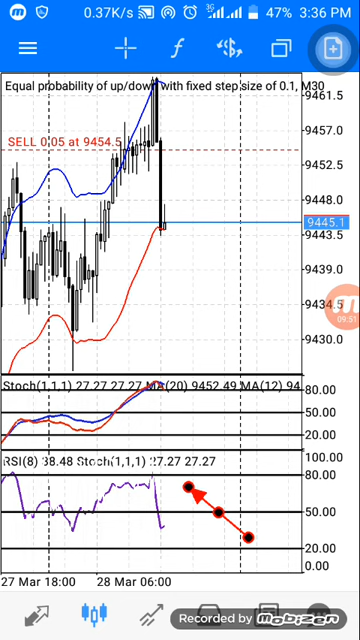 0.37K/s 47% 3:36 PM
Equal probability of up/down with fixed step size of 0.1, M30
9461.5
9457.0
SELL 0.05 at 9454.5
9452.5
9448.0
9445.1
9443.5
9439.0
9434.5
09:51
9430.0
Stoch(1,1,1) 27.27 27.27 MA(20) 9452.49 MA(12) 94
80.00
50.00
20.00
RSI(8) 38.48 Stoch(1,1,1) 27.27 27.27
100.00
80.00
50.00
20.00
0.00
27 Mar 18:00 28 Mar 06:00
Recorded by Mobizen